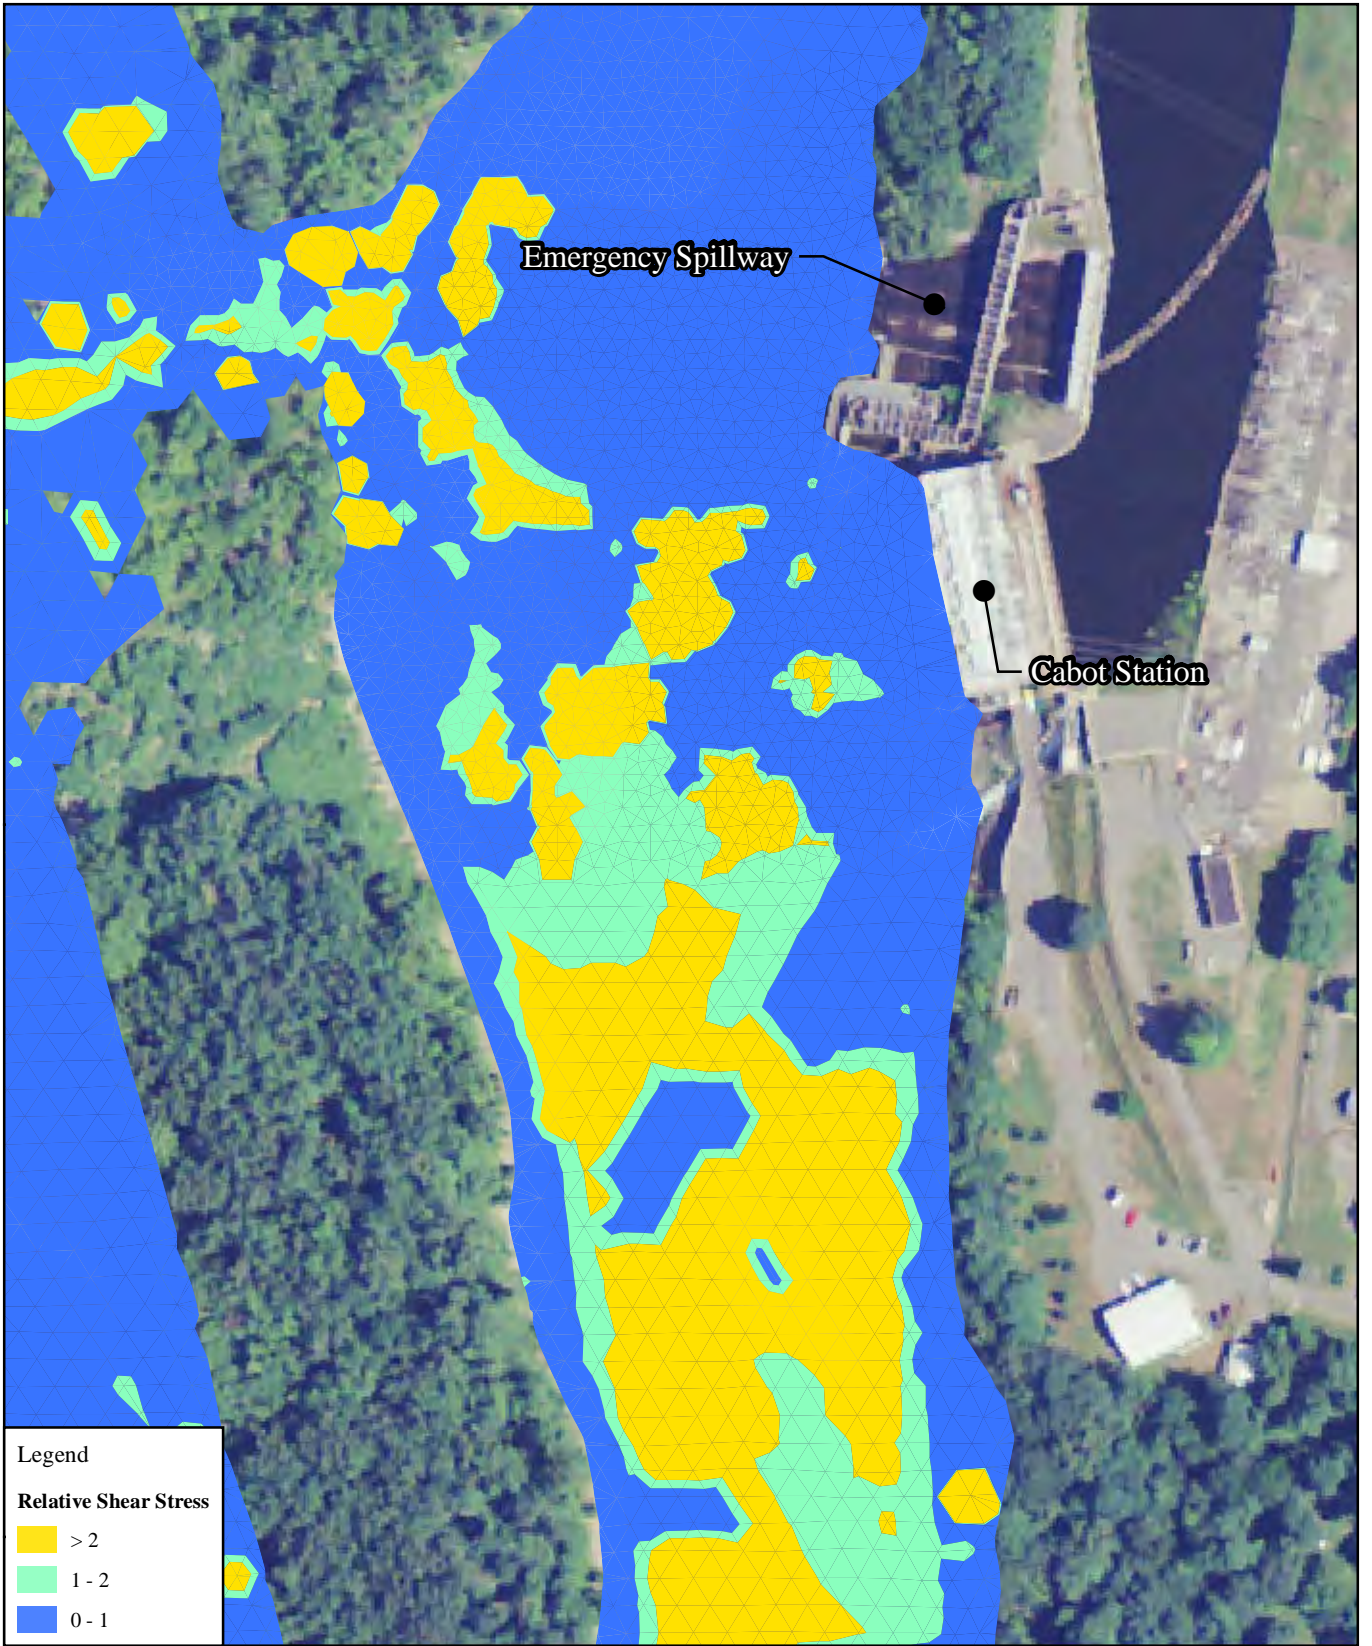 Emergency Spillway
Cabot Station
Legend
Relative Shear Stress
> 2
1 - 2
0 - 1